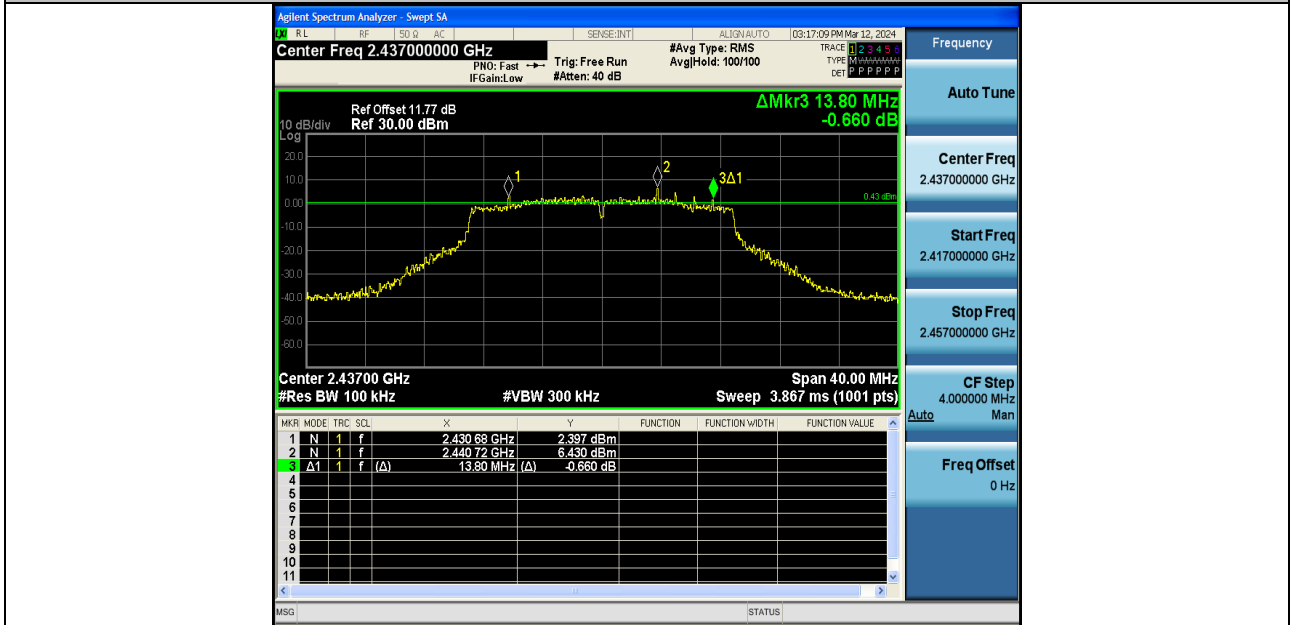 Agilent Spectrum Analyzer - Swept SA
RL RF 50 Ω AC SENSE:INT ALIGN AUTO 03:17:09 PM Mar 12, 2024
Center Freq 2.437000000 GHz
PNO: Fast
IFGain:Low
Trig: Free Run
#Atten: 40 dB
#Avg Type: RMS
Avg|Hold: 100/100
TRACE 1 2 3 4 5 6
TYPE M
DET P P P P P P
Ref Offset 11.77 dB
Ref 30.00 dBm
10 dB/div
Log
ΔMkr3 13.80 MHz
-0.660 dB
20.0
10.0
0.00
-10.0
-20.0
-30.0
-40.0
-50.0
-60.0
1
2
3Δ1
0.43 dBm
Center 2.43700 GHz Span 40.00 MHz
#Res BW 100 kHz #VBW 300 kHz Sweep 3.867 ms (1001 pts)
MKR MODE TRC SCL X Y FUNCTION FUNCTION WIDTH FUNCTION VALUE
1 N 1 f 2.430 68 GHz 2.397 dBm
2 N 1 f 2.440 72 GHz 6.430 dBm
3 Δ1 1 f (Δ) 13.80 MHz (Δ) -0.660 dB
4
5
6
7
8
9
10
11
MSG STATUS
Frequency
Auto Tune
Center Freq
2.437000000 GHz
Start Freq
2.417000000 GHz
Stop Freq
2.457000000 GHz
CF Step
4.000000 MHz
Auto Man
Freq Offset
0 Hz